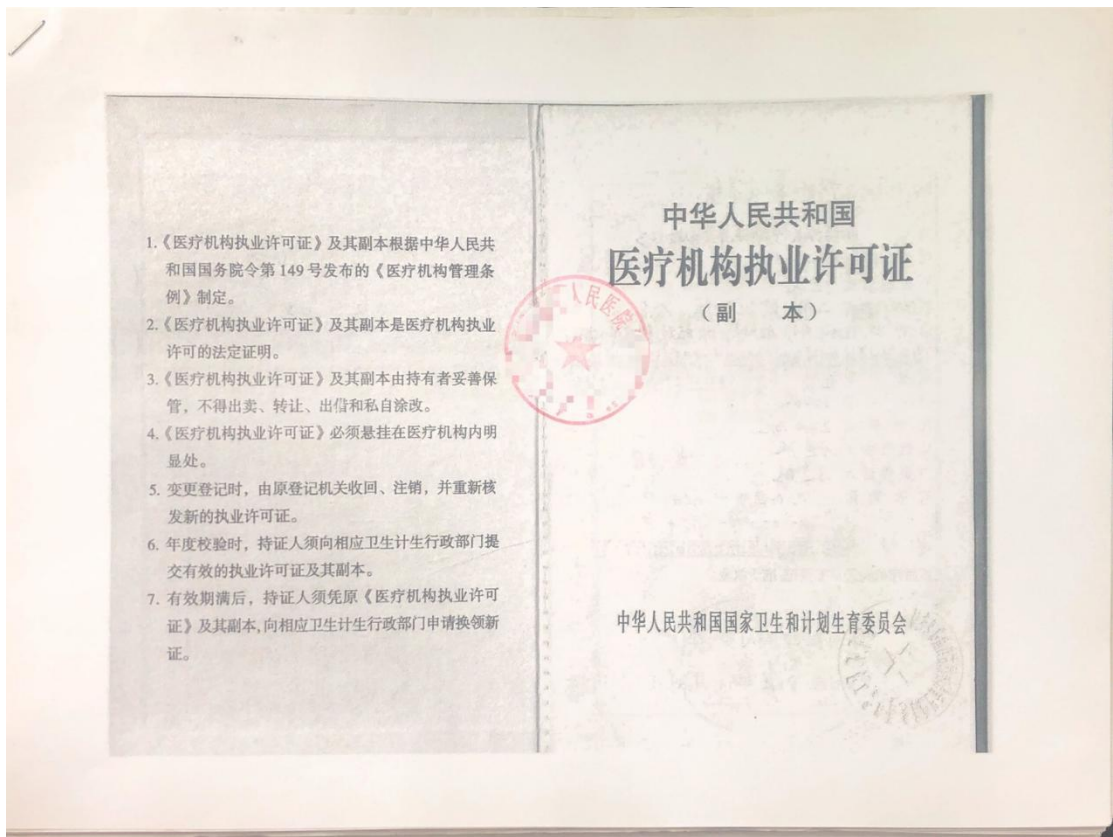 1.《医疗机构执业许可证》及其副本根据中华人民共
和国国务院令第149号发布的《医疗机构管理条
例》制定。
2.《医疗机构执业许可证》及其副本是医疗机构执业
许可的法定证明。
3.《医疗机构执业许可证》及其副本由持有者妥善保
管，不得出卖、转让、出借和私自涂改。
4.《医疗机构执业许可证》必须悬挂在医疗机构内明
显处。
5. 变更登记时，由原登记机关收回、注销，并重新核
发新的执业许可证。
6. 年度校验时，持证人须向相应卫生计生行政部门提
交有效的执业许可证及其副本。
7. 有效期满后，持证人须凭原《医疗机构执业许可
证》及其副本,向相应卫生计生行政部门申请换领新
证。
中华人民共和国
医疗机构执业许可证
（副 本）
人民医院
中华人民共和国国家卫生和计划生育委员会